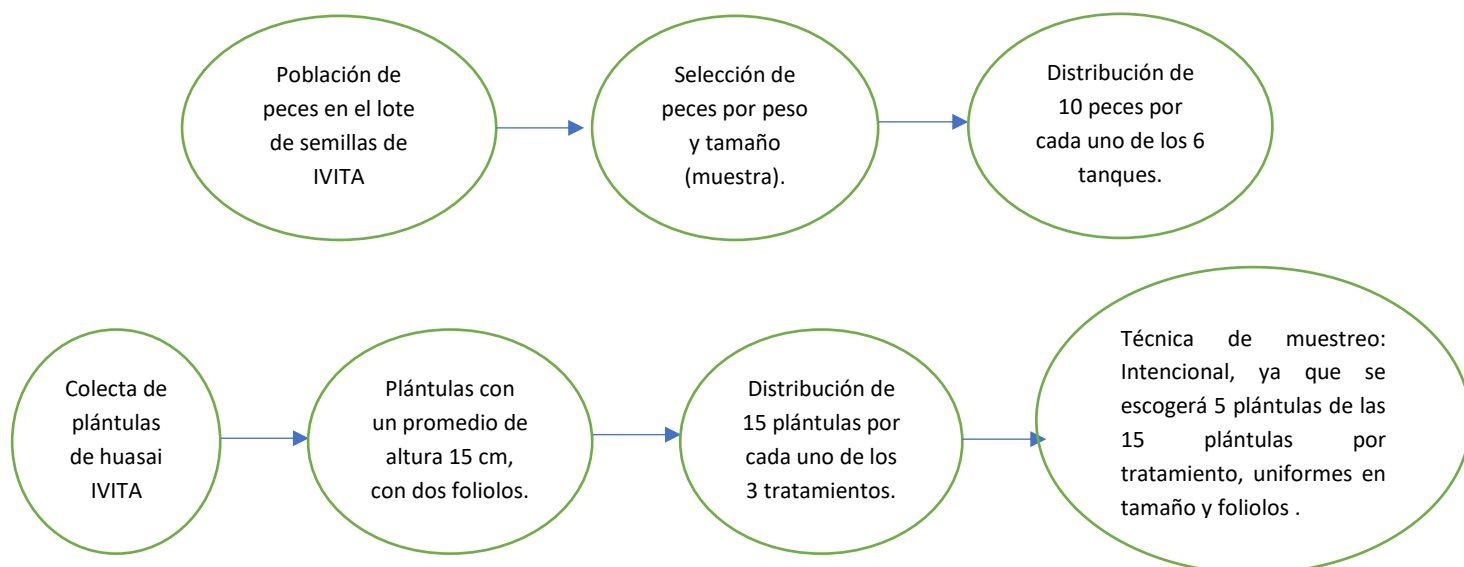 Población de
peces en el lote
de semillas de
IVITA
Selección de
peces por peso
y tamaño
(muestra).
Distribución de
10 peces por
cada uno de los 6
tanques.
Colecta de
plántulas
de huasai
IVITA
Plántulas con
un promedio de
altura 15 cm,
con dos foliolos.
Distribución de
15 plántulas por
cada uno de los
3 tratamientos.
Técnica de muestreo:
Intencional, ya que se
escogerá 5 plántulas de las
15 plántulas por
tratamiento, uniformes en
tamaño y foliolos .